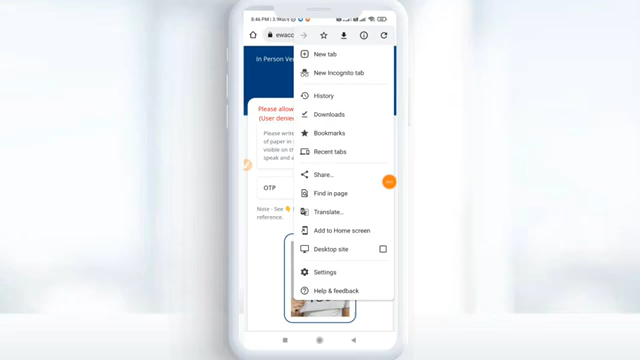 8:46 PM
ewacc
In Person Ve
New tab
New Incognito tab
History
Please allow
Downloads
(User denie
Please write
Bookmarks
of paper in
visible on th
Recent tabs
speak and a
Share...
OTP
Find in page
Note - See
Translate...
reference.
Add to Home screen
Desktop site
Settings
Help & feedback